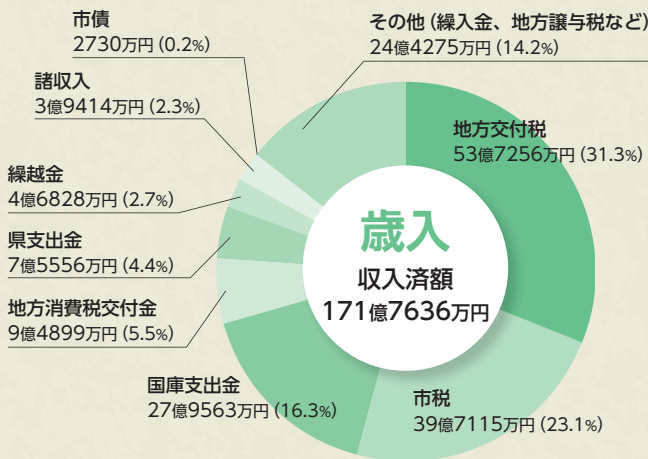 市債
2730万円 (0.2%)
その他 (繰入金、地方譲与税など)
24億4275万円 (14.2%)
諸収入
3億9414万円 (2.3%)
地方交付税
53億7256万円 (31.3%)
繰越金
4億6828万円 (2.7%)
県支出金
7億5556万円 (4.4%)
地方消費税交付金
9億4899万円 (5.5%)
歳入
収入済額
171億7636万円
国庫支出金
27億9563万円 (16.3%)
市税
39億7115万円 (23.1%)